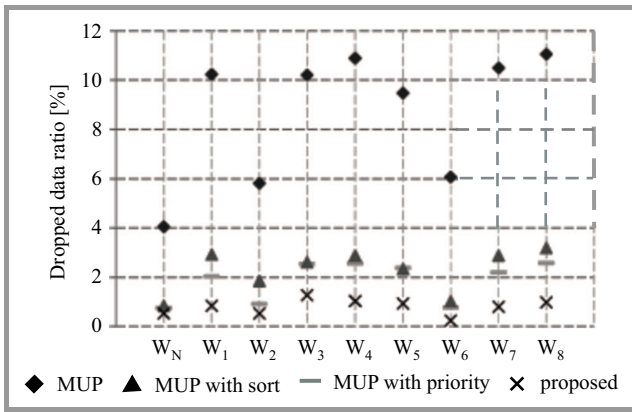 Dropped data ratio [%]
12
10
8
6
4
2
0
W_N W_1 W_2 W_3 W_4 W_5 W_6 W_7 W_8
MUP MUP with sort MUP with priority proposed